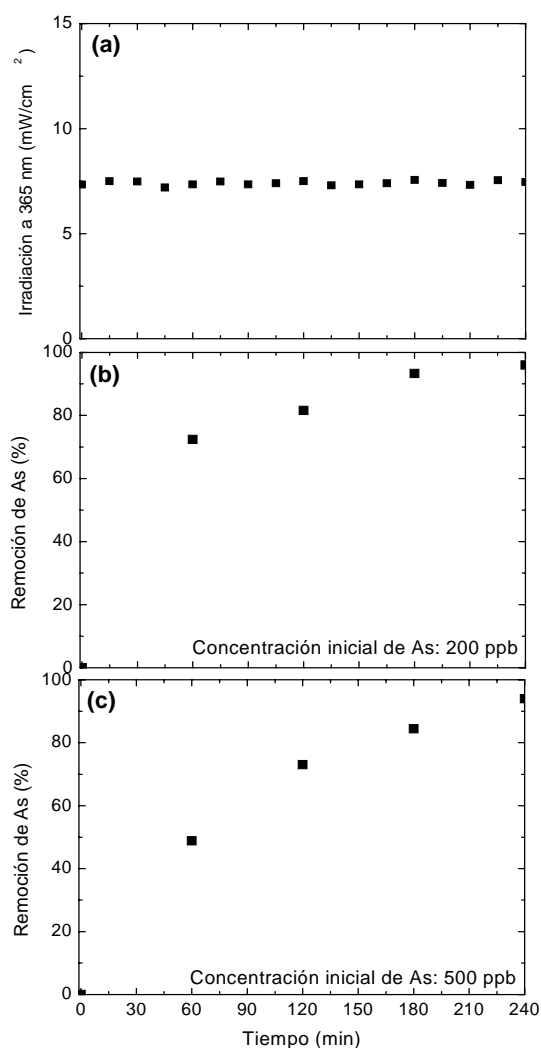 (a)
Irradiación a 365 nm (mW/cm 2 )
15
10
5
0
(b)
Remoción de As (%)
100
80
60
40
20
0
Concentración inicial de As: 200 ppb
(c)
Remoción de As (%)
100
80
60
40
20
0
Concentración inicial de As: 500 ppb
0 30 60 90 120 150 180 210 240
Tiempo (min)